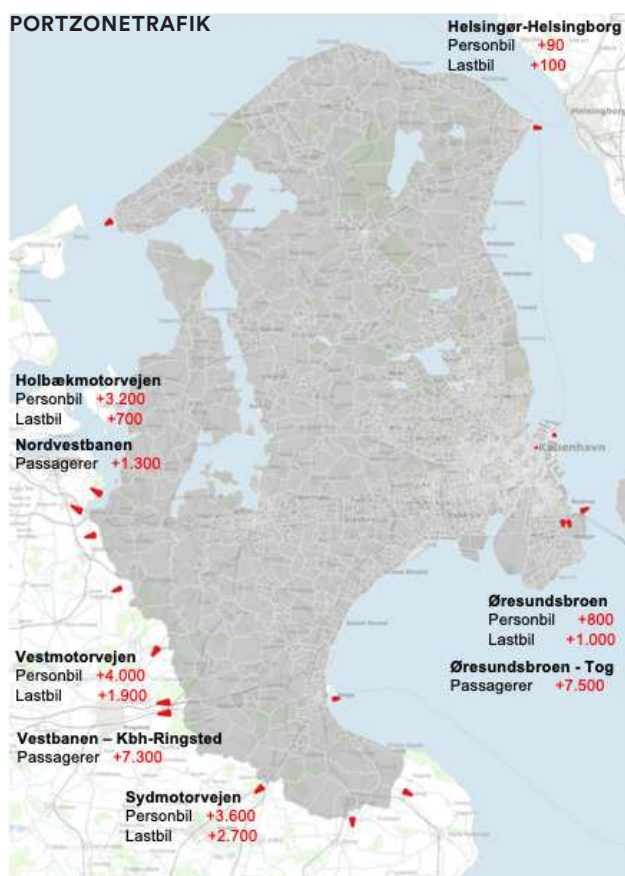 PORTZONETRAFIK
Helsingør-Helsingborg
Personbil +90
Lastbil +100
Helsingborg
Holbækmotorvejen
Personbil +3.200
Lastbil +700
Nordvestbanen
Passagerer +1.300
København
Øresundsbroen
Personbil +800
Lastbil +1.000
Øresundsbroen - Tog
Passagerer +7.500
Vestmotorvejen
Personbil +4.000
Lastbil +1.900
Vestbanen – Kbh-Ringsted
Passagerer +7.300
Sydmotorvejen
Personbil +3.600
Lastbil +2.700